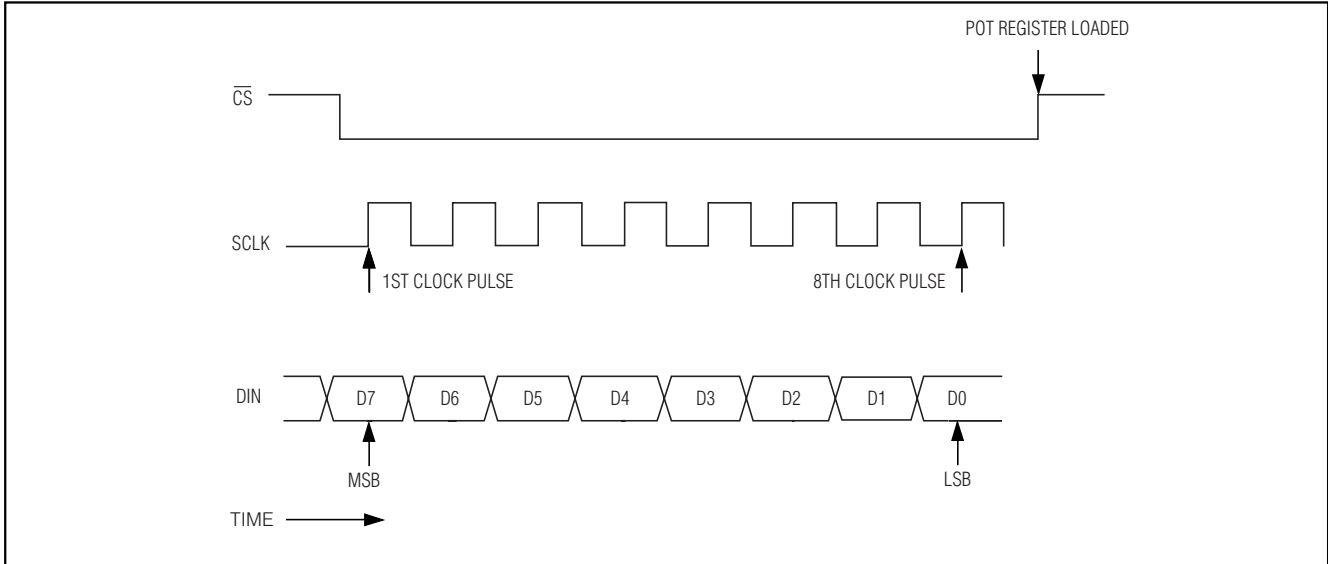 POT REGISTER LOADED
CS
SCLK
1ST CLOCK PULSE
8TH CLOCK PULSE
DIN
D7
D6
D5
D4
D3
D2
D1
D0
MSB
LSB
TIME